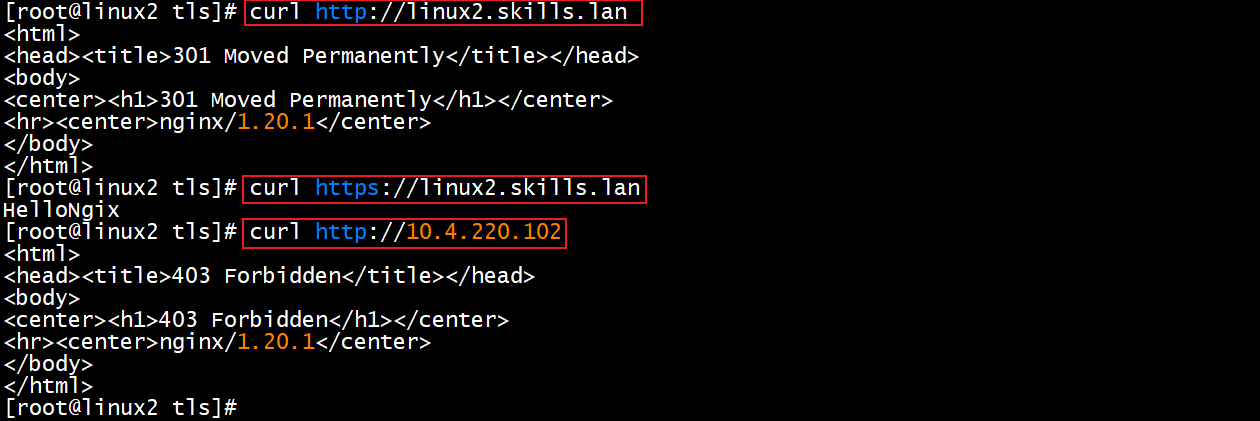 [root@linux2 tls]# curl http://linux2.skills.lan
<html>
<head><title>301 Moved Permanently</title></head>
<body>
<center><h1>301 Moved Permanently</h1></center>
<hr><center>nginx/1.20.1</center>
</body>
</html>
[root@linux2 tls]# curl https://linux2.skills.lan
HelloNgix
[root@linux2 tls]# curl http://10.4.220.102
<html>
<head><title>403 Forbidden</title></head>
<body>
<center><h1>403 Forbidden</h1></center>
<hr><center>nginx/1.20.1</center>
</body>
</html>
[root@linux2 tls]#